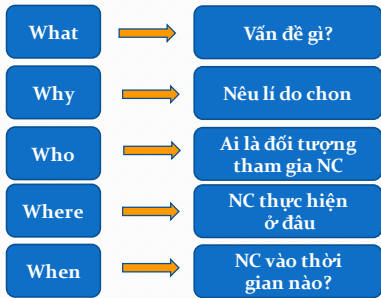 What
Vấn đề gì?
Why
Nêu lí do chon
Who
Ai là đối tượng
tham gia NC
Where
NC thực hiện
ở đâu
When
NC vào thời
gian nào?